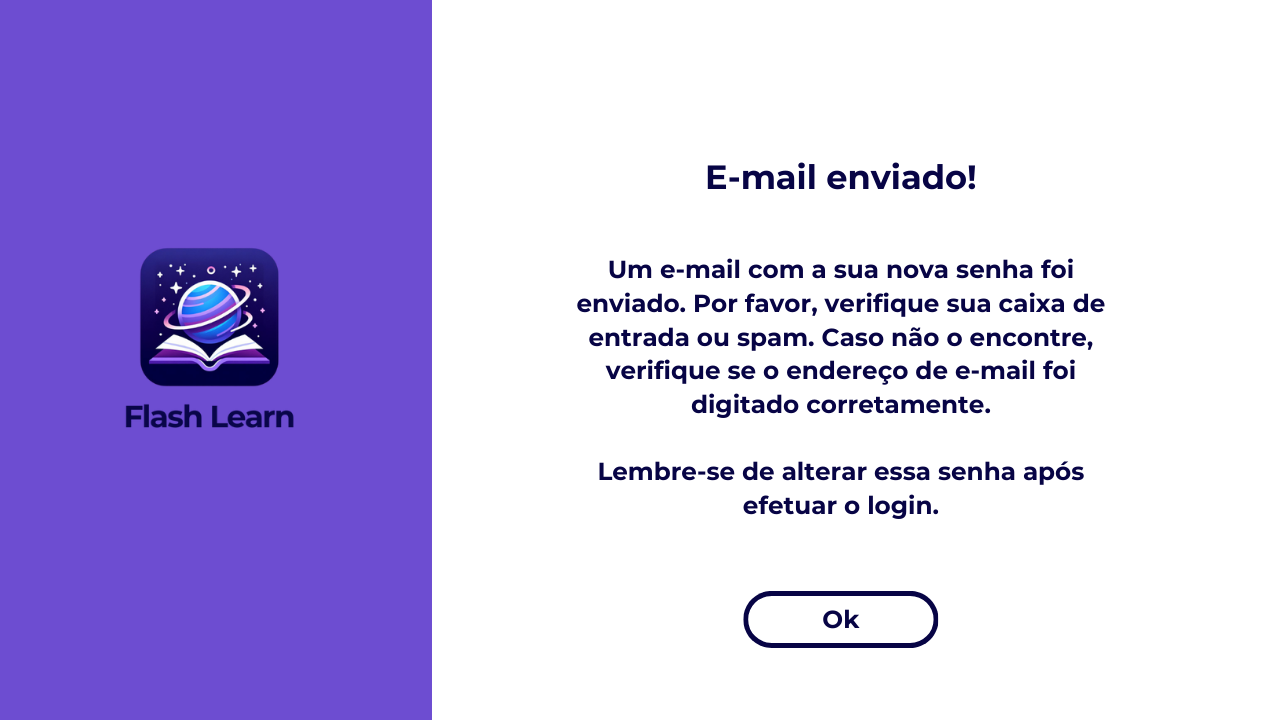 Flash Learn
E-mail enviado!
Um e-mail com a sua nova senha foi
enviado. Por favor, verifique sua caixa de
entrada ou spam. Caso não o encontre,
verifique se o endereço de e-mail foi
digitado corretamente.
Lembre-se de alterar essa senha após
efetuar o login.
Ok